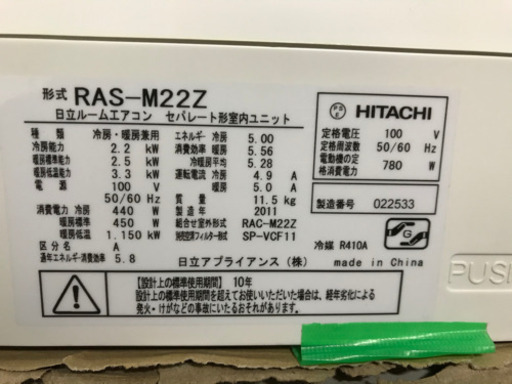 形式 RAS-M22Z
日立ルームエアコン セパレート形室内ユニット
種類 冷房・暖房兼用
冷房能力 2.2 kW
暖房標準能力 2.5 kW
暖房低温能力 3.3 kW
電源 100 V
50/60 Hz
消費電力 冷房 440 W
暖房標準 450 W
暖房低温 1,150 kW
区分 A
通年エネルギー消費効率 5.8
エネルギー 冷房 5.00
消費効率 暖房 5.56
冷暖房平均 5.28
運転電流 冷房 4.9 A
暖房 5.0 A
質量 11.5 kg
製造年 2011
組合せ室外形式 RAC-M22Z
SP-VCF11
日立アプライアンス(株)
PS E
HITACHI
定格電圧 100 V
定格周波数 50/60 Hz
電動機の定格消費電力 780 W
製造番号 022533
G
冷媒 R410A
made in China
【設計上の標準使用期間】10年
設計上の標準使用期間を超えてお使いいただいた場合は、経年劣化による
発火・けがなどの事故にいたるおそれがあります。
PUS